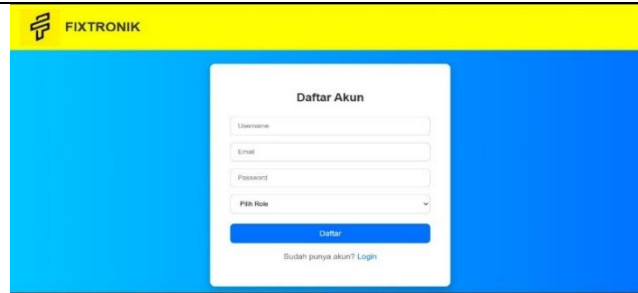 FIXTRONIK
Daftar Akun
Username
Email
Password
Pilih Role
Daftar
Sudah punya akun? Login